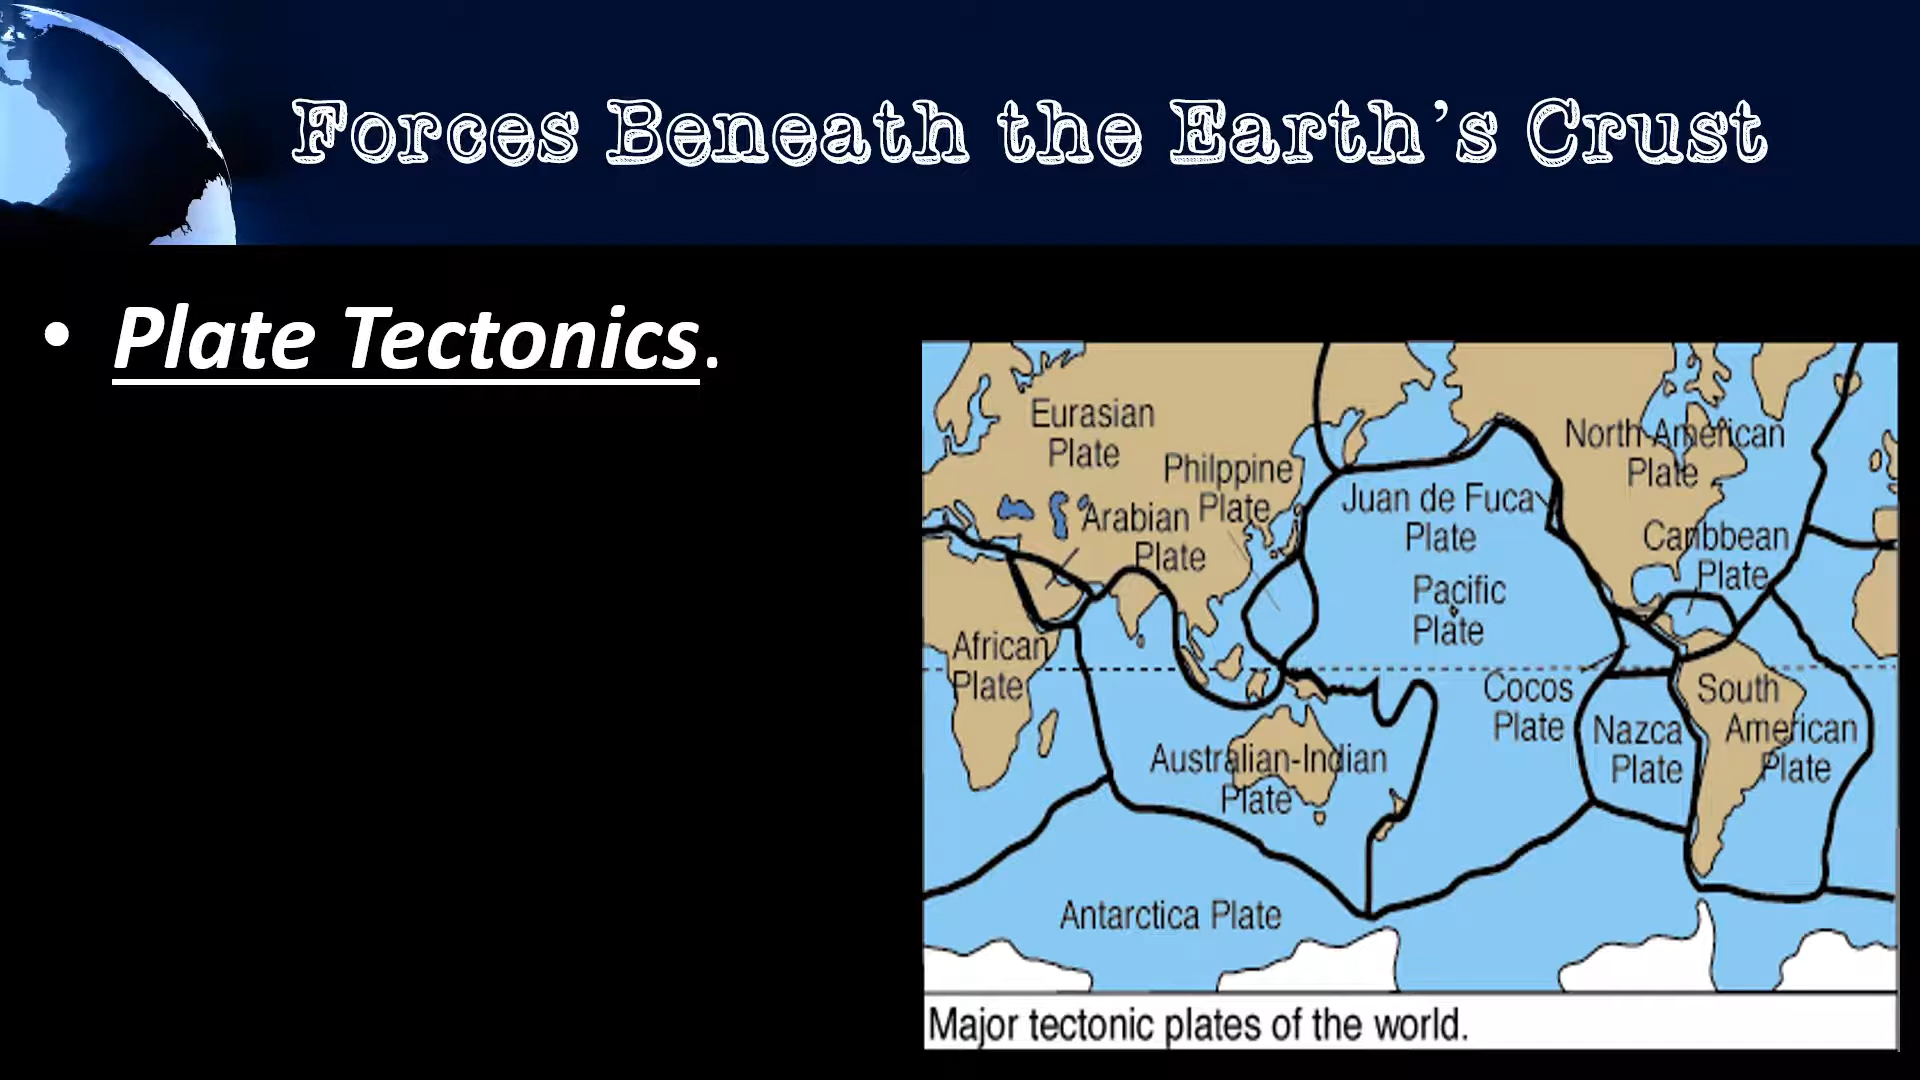 Forces Beneath the Earth's Crust
• Plate Tectonics.
Eurasian
Plate
Philppine
Plate
Arabian
Plate
African
Plate
Juan de Fuca
Plate
Pacific
Plate
North American
Plate
Caribbean
Plate
Cocos
Plate
Nazca
Plate
South
American
Plate
Australian-Indian
Plate
Antarctica Plate
Major tectonic plates of the world.